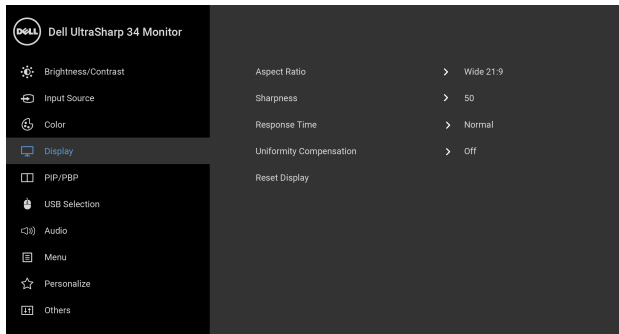 DELL Dell UltraSharp 34 Monitor
Brightness/Contrast
Input Source
Color
Display
PIP/PBP
USB Selection
Audio
Menu
Personalize
Others
Aspect Ratio > Wide 21:9
Sharpness > 50
Response Time > Normal
Uniformity Compensation > Off
Reset Display